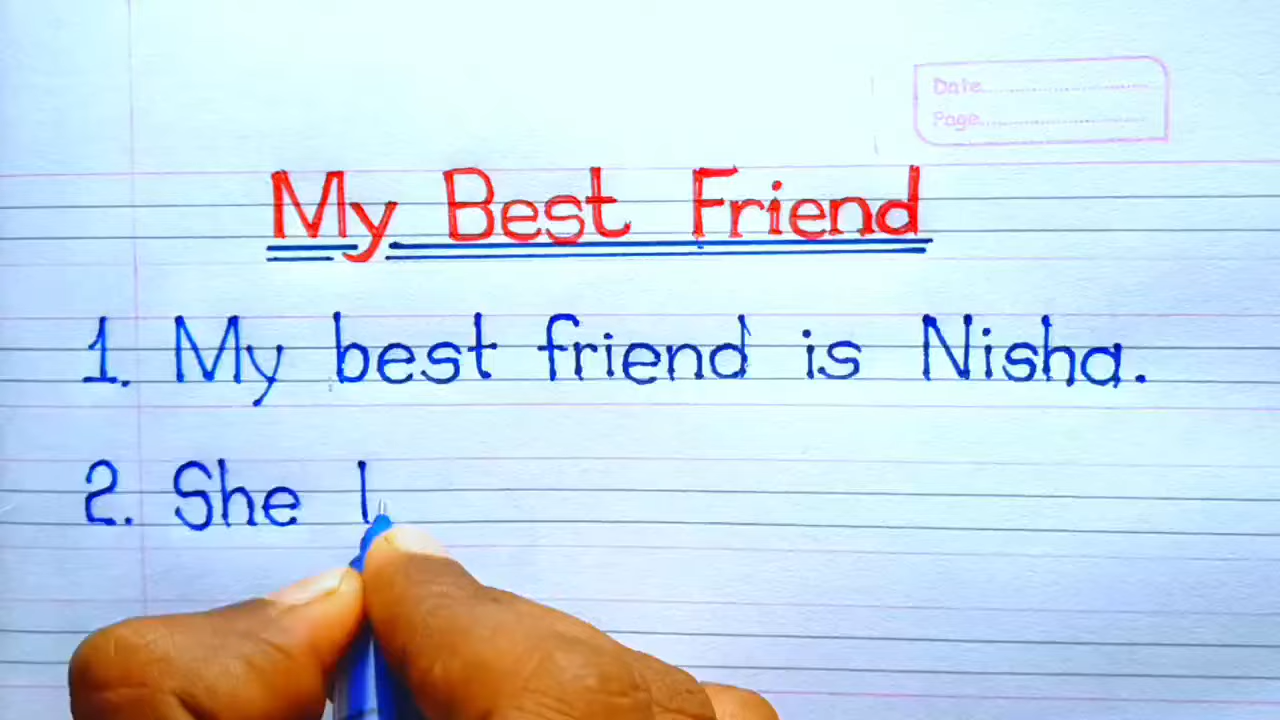 Date
Page
My Best Friend
1. My best friend is Nisha.
2. She l